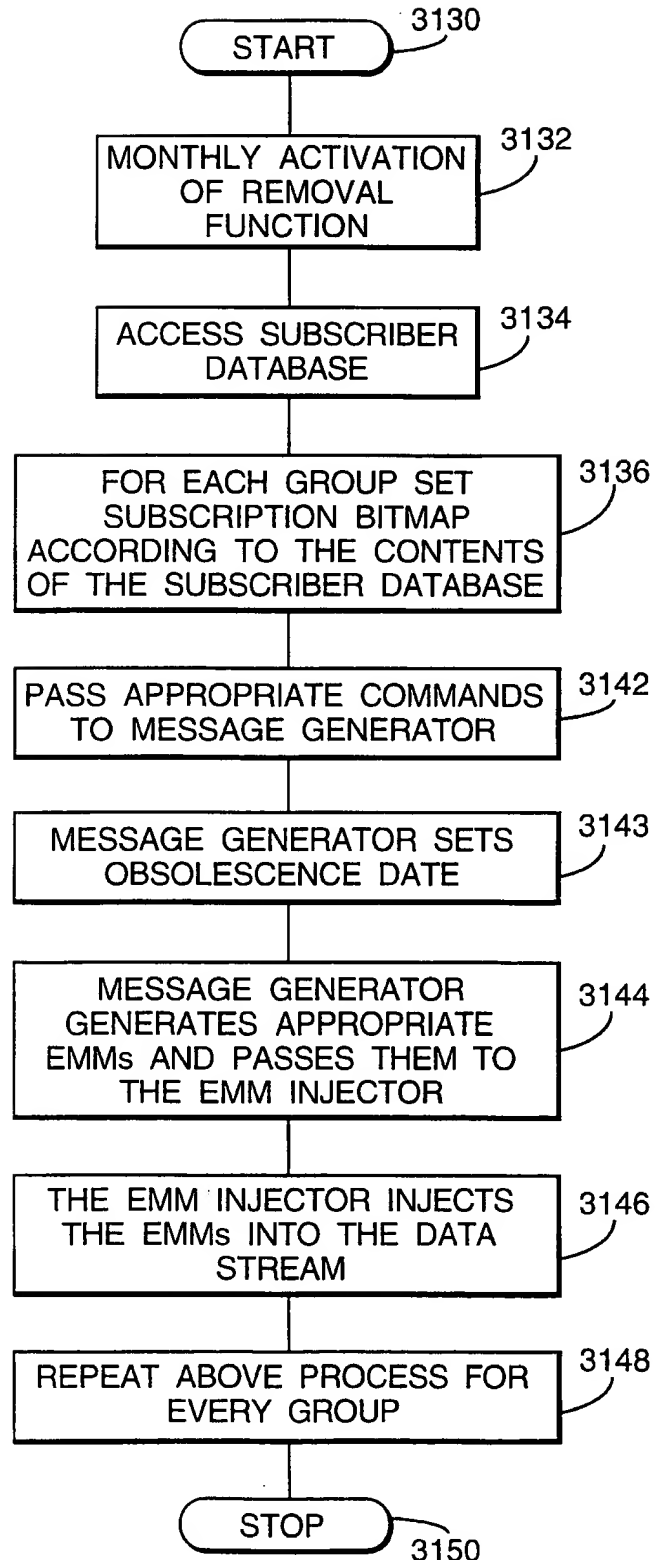 START
3130
MONTHLY ACTIVATION
OF REMOVAL
FUNCTION
3132
ACCESS SUBSCRIBER
DATABASE
3134
FOR EACH GROUP SET
SUBSCRIPTION BITMAP
ACCORDING TO THE CONTENTS
OF THE SUBSCRIBER DATABASE
3136
PASS APPROPRIATE COMMANDS
TO MESSAGE GENERATOR
3142
MESSAGE GENERATOR SETS
OBSOLESCENCE DATE
3143
MESSAGE GENERATOR
GENERATES APPROPRIATE
EMMs AND PASSES THEM TO
THE EMM INJECTOR
3144
THE EMM INJECTOR INJECTS
THE EMMs INTO THE DATA
STREAM
3146
REPEAT ABOVE PROCESS FOR
EVERY GROUP
3148
STOP
3150